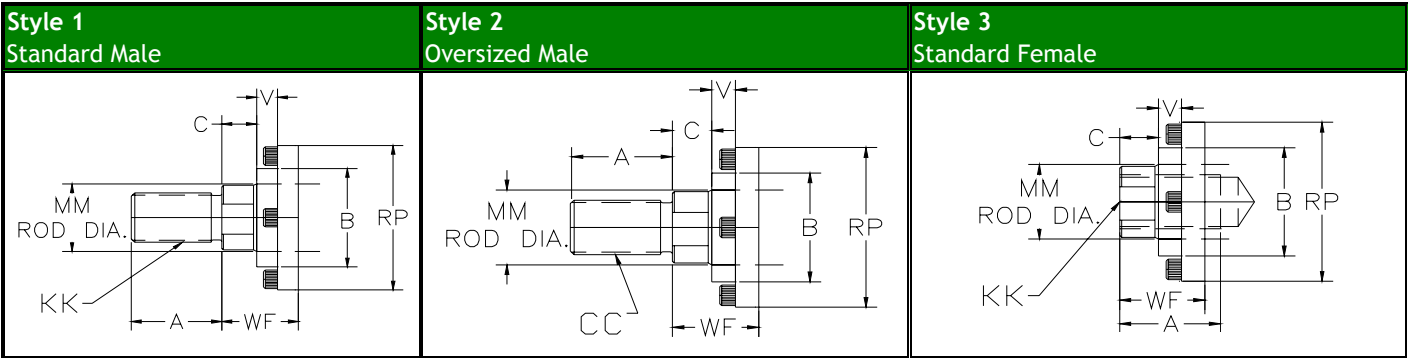 Style 1
Standard Male
Style 2
Oversized Male
Style 3
Standard Female
V
C
MM
ROD DIA.
B
RP
KK
A
WF
V
C
A
MM
ROD DIA.
B
RP
CC
WF
V
C
MM
ROD DIA.
B
RP
KK
WF
A